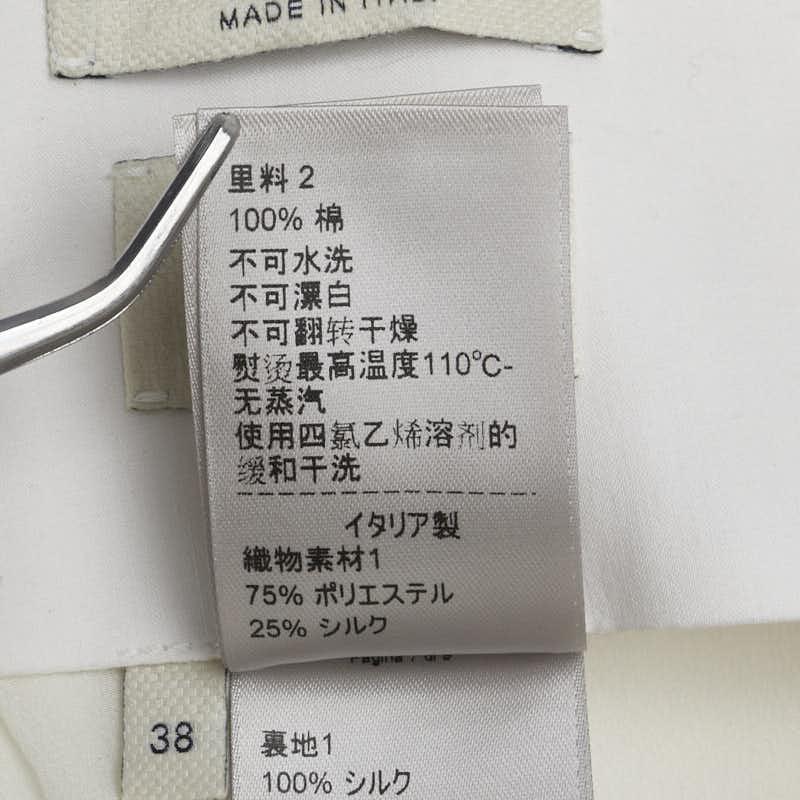 MADE IN ITALY
里料 2
100% 棉
不可水洗
不可漂白
不可翻转干燥
熨烫最高温度110°C-
无蒸汽
使用四氯乙烯溶剂的
缓和干洗
イタリア製
織物素材1
75% ポリエステル
25% シルク
38
裏地1
100% シルク